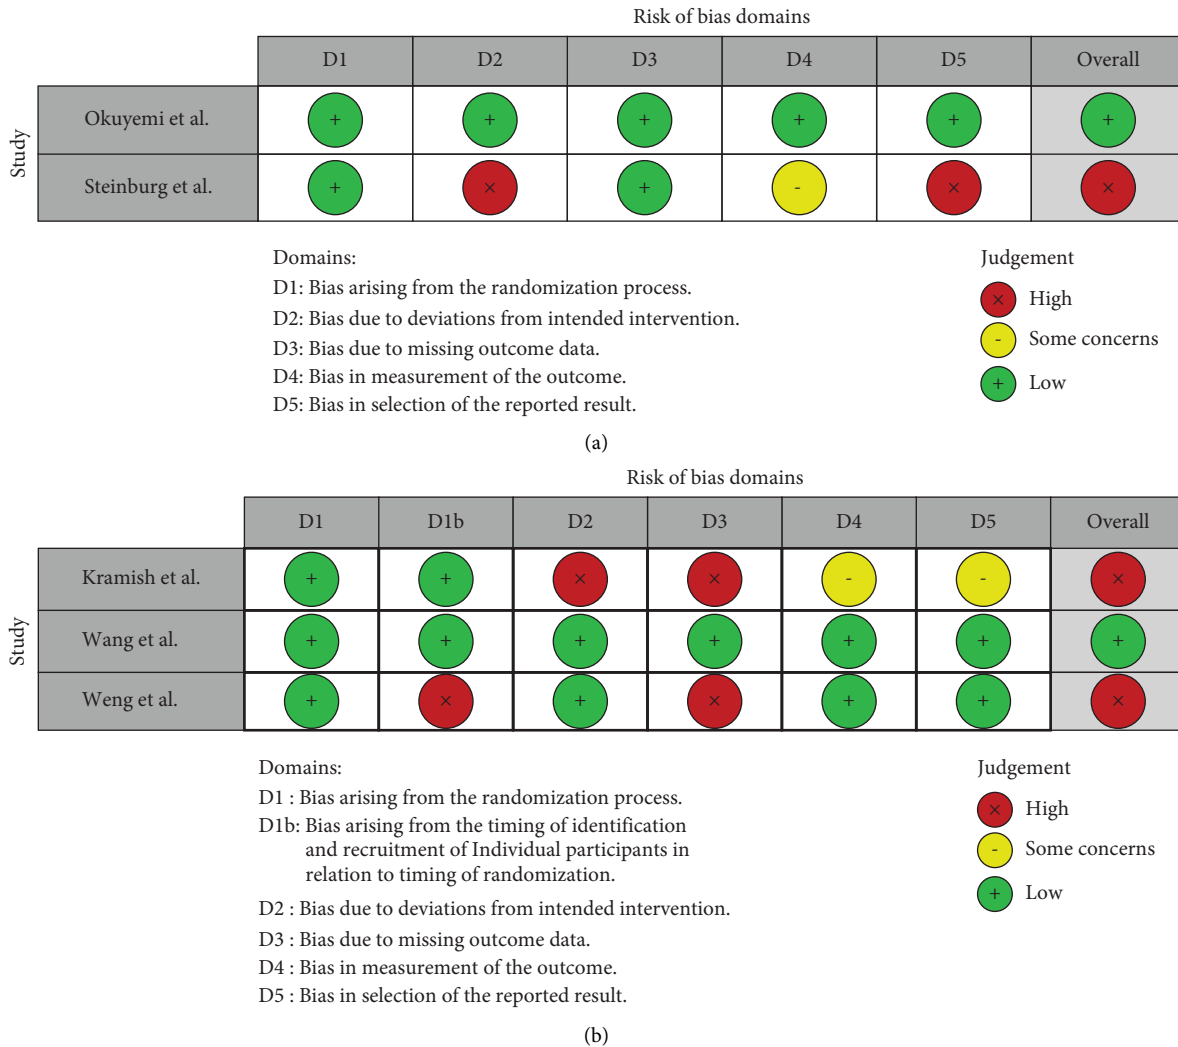 Risk of bias domains
D1 D2 D3 D4 D5 Overall
Study
Okuyemi et al. + + + + + +
Steinburg et al. + × + - × ×
Domains:
D1: Bias arising from the randomization process.
D2: Bias due to deviations from intended intervention.
D3: Bias due to missing outcome data.
D4: Bias in measurement of the outcome.
D5: Bias in selection of the reported result.
Judgement
× High
- Some concerns
+ Low
(a)
Risk of bias domains
D1 D1b D2 D3 D4 D5 Overall
Study
Kramish et al. + + × × - - ×
Wang et al. + + + + + + +
Weng et al. + × + × + + ×
Domains:
D1 : Bias arising from the randomization process.
D1b: Bias arising from the timing of identification
and recruitment of Individual participants in
relation to timing of randomization.
D2 : Bias due to deviations from intended intervention.
D3 : Bias due to missing outcome data.
D4 : Bias in measurement of the outcome.
D5 : Bias in selection of the reported result.
Judgement
× High
- Some concerns
+ Low
(b)